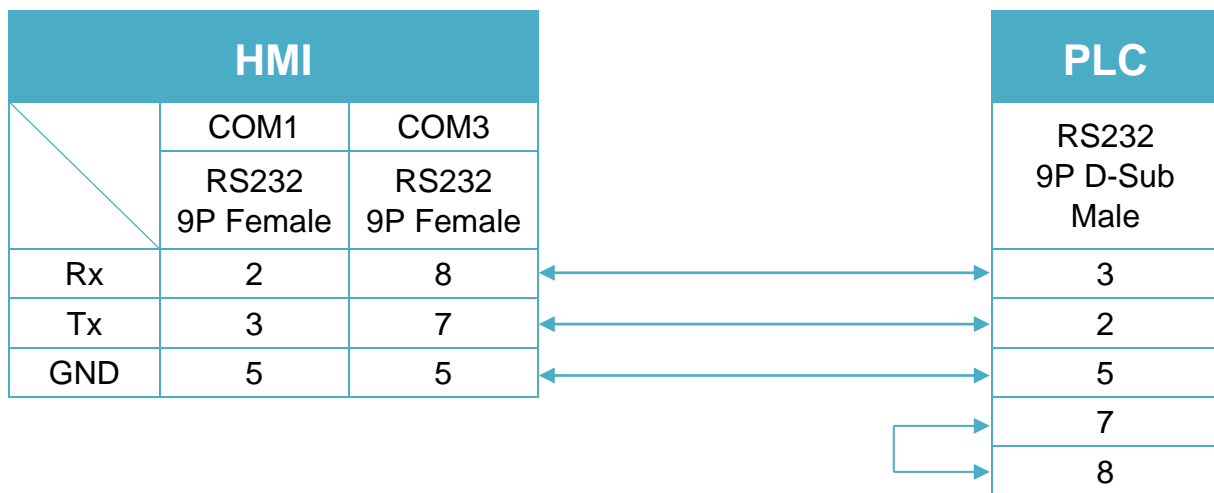 HMI
PLC
COM1 COM3
RS232
9P D-Sub
Male
RS232 RS232
9P Female 9P Female
Rx 2 8 3
Tx 3 7 2
GND 5 5 5
7
8